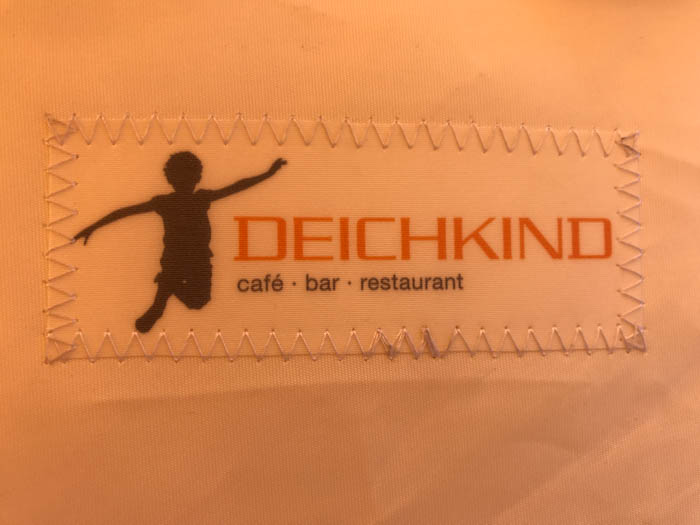 DEICHKIND
café · bar · restaurant